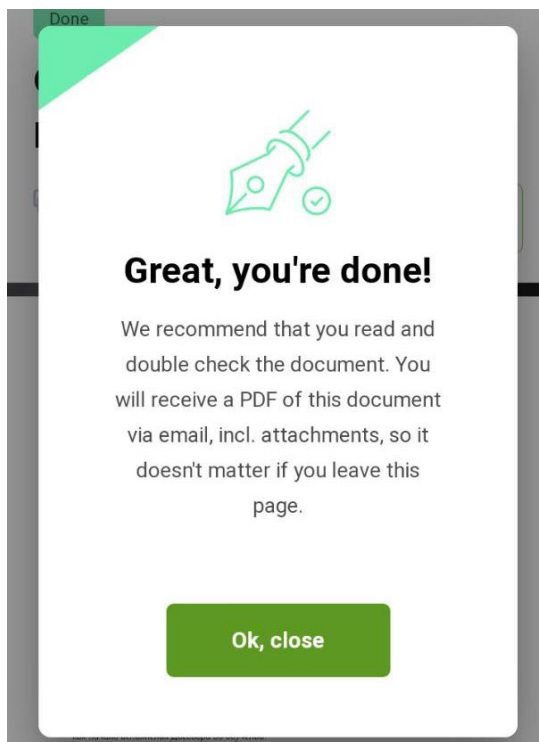 Done
Great, you're done!
We recommend that you read and
double check the document. You
will receive a PDF of this document
via email, incl. attachments, so it
doesn't matter if you leave this
page.
Ok, close